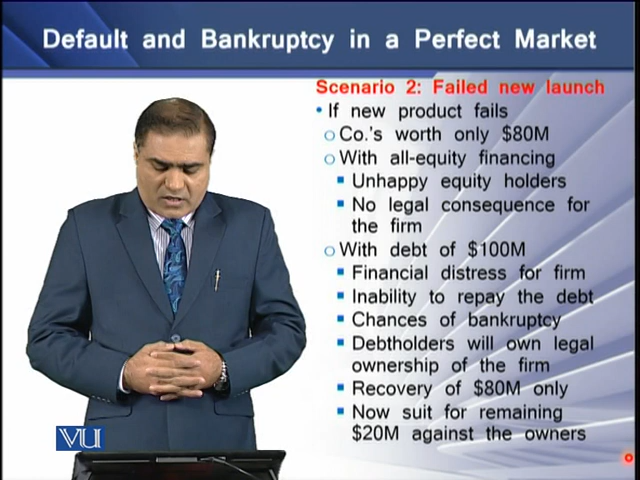 Default and Bankruptcy in a Perfect Market
Scenario 2: Failed new launch
• If new product fails
o Co.'s worth only $80M
o With all-equity financing
▪ Unhappy equity holders
▪ No legal consequence for
the firm
o With debt of $100M
▪ Financial distress for firm
▪ Inability to repay the debt
▪ Chances of bankruptcy
▪ Debtholders will own legal
ownership of the firm
▪ Recovery of $80M only
▪ Now suit for remaining
$20M against the owners
VU